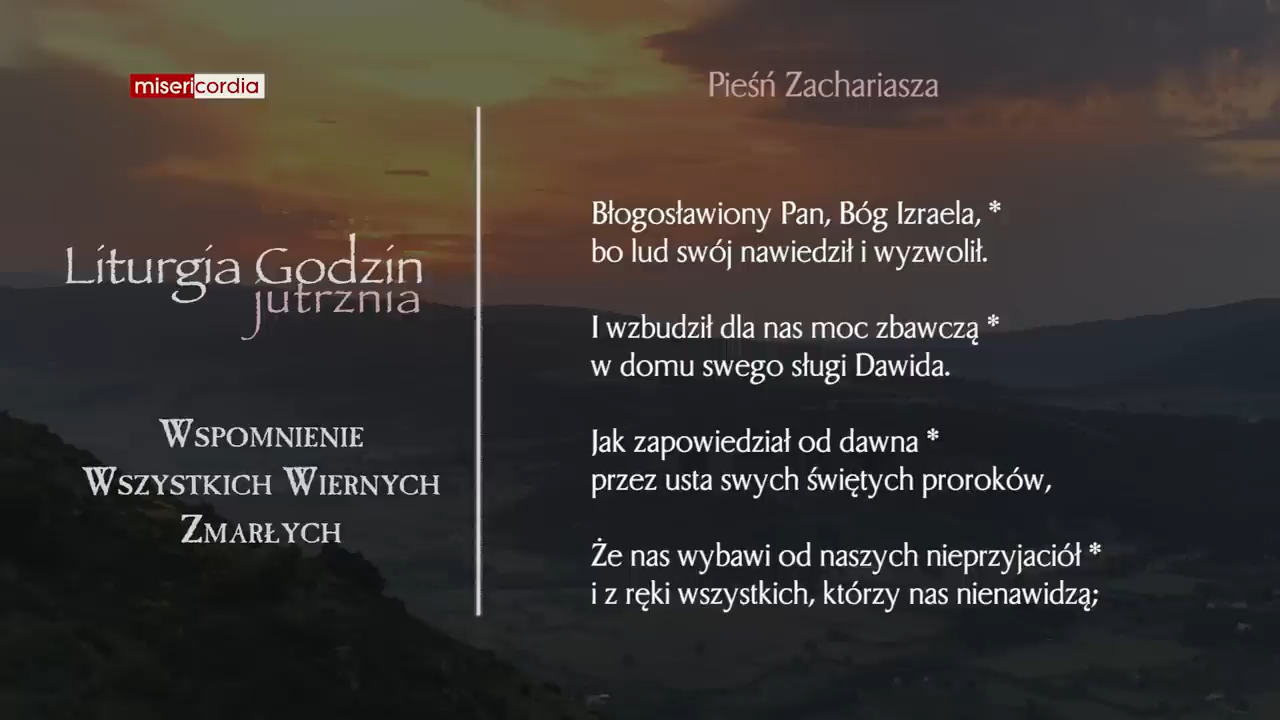 misericordia
Liturgia Godzin
jutrznia
Wspomnienie
Wszystkich Wiernych
Zmarłych
Pieśń Zachariasza
Błogosławiony Pan, Bóg Izraela, *
bo lud swój nawiedził i wyzwolił.
I wzbudził dla nas moc zbawczą *
w domu swego sługi Dawida.
Jak zapowiedział od dawna *
przez usta swych świętych proroków,
Że nas wybawi od naszych nieprzyjaciół *
i z ręki wszystkich, którzy nas nienawidzą;